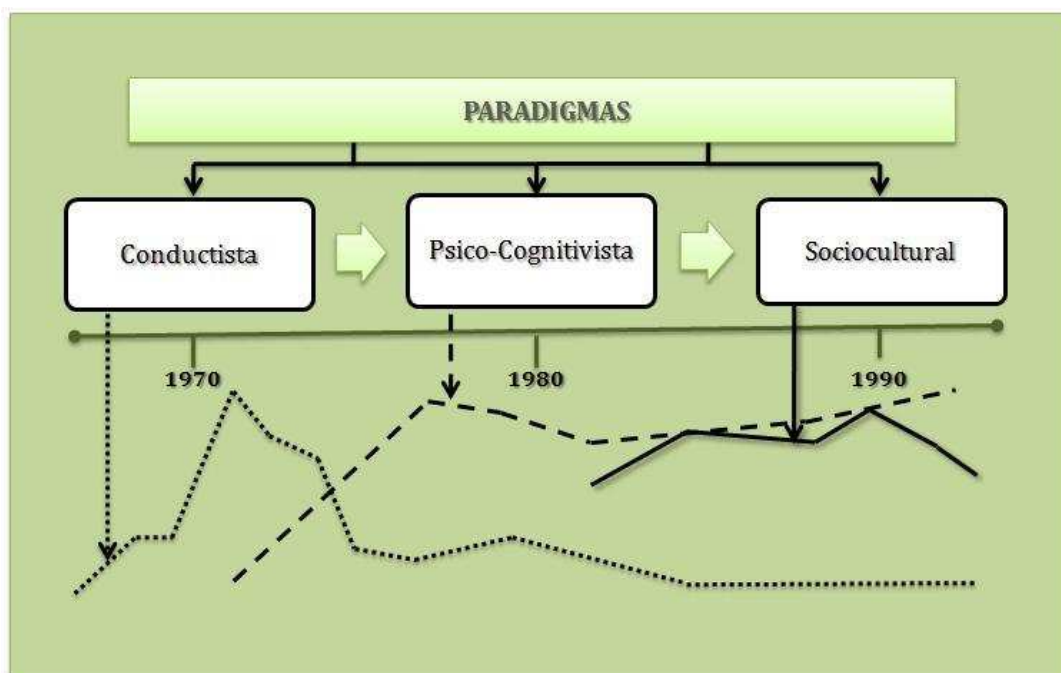 PARADIGMAS
Conductista
Psico-Cognitivista
Sociocultural
1970
1980
1990